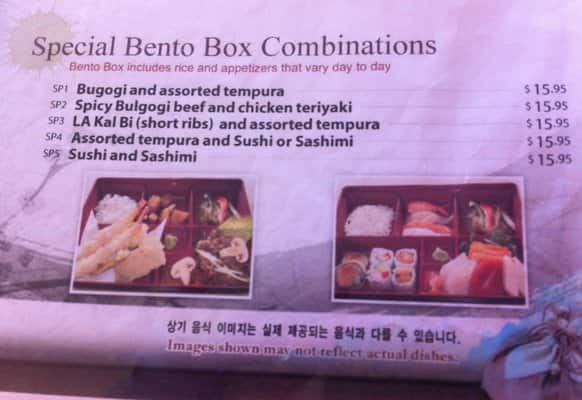 Special Bento Box Combinations
Bento Box includes rice and appetizers that vary day to day
SP1 Bugogi and assorted tempura $15.95
SP2 Spicy Bulgogi beef and chicken teriyaki $15.95
SP3 LA Kal Bi (short ribs) and assorted tempura $15.95
SP4 Assorted tempura and Sushi or Sashimi $15.95
SP5 Sushi and Sashimi $15.95
상기 음식 이미지는 실제 제공되는 음식과 다를 수 있습니다.
Images shown may not reflect actual dishes.